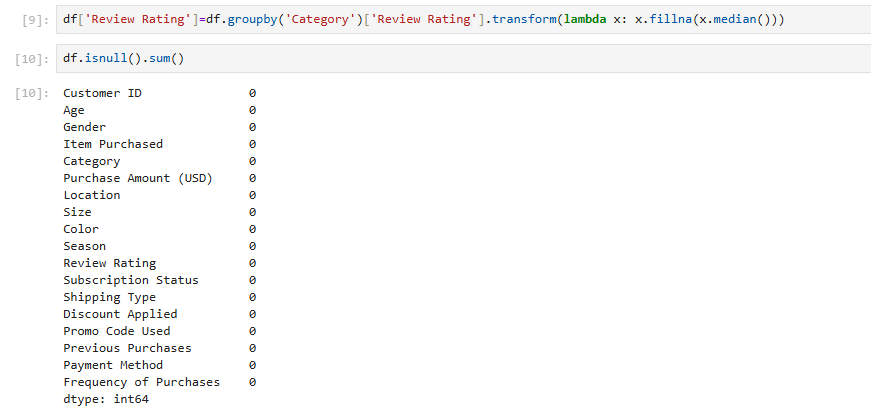 [9]: df['Review Rating']=df.groupby('Category')['Review Rating'].transform(lambda x: x.fillna(x.median()))
[10]: df.isnull().sum()
[10]: Customer ID 0
Age 0
Gender 0
Item Purchased 0
Category 0
Purchase Amount (USD) 0
Location 0
Size 0
Color 0
Season 0
Review Rating 0
Subscription Status 0
Shipping Type 0
Discount Applied 0
Promo Code Used 0
Previous Purchases 0
Payment Method 0
Frequency of Purchases 0
dtype: int64